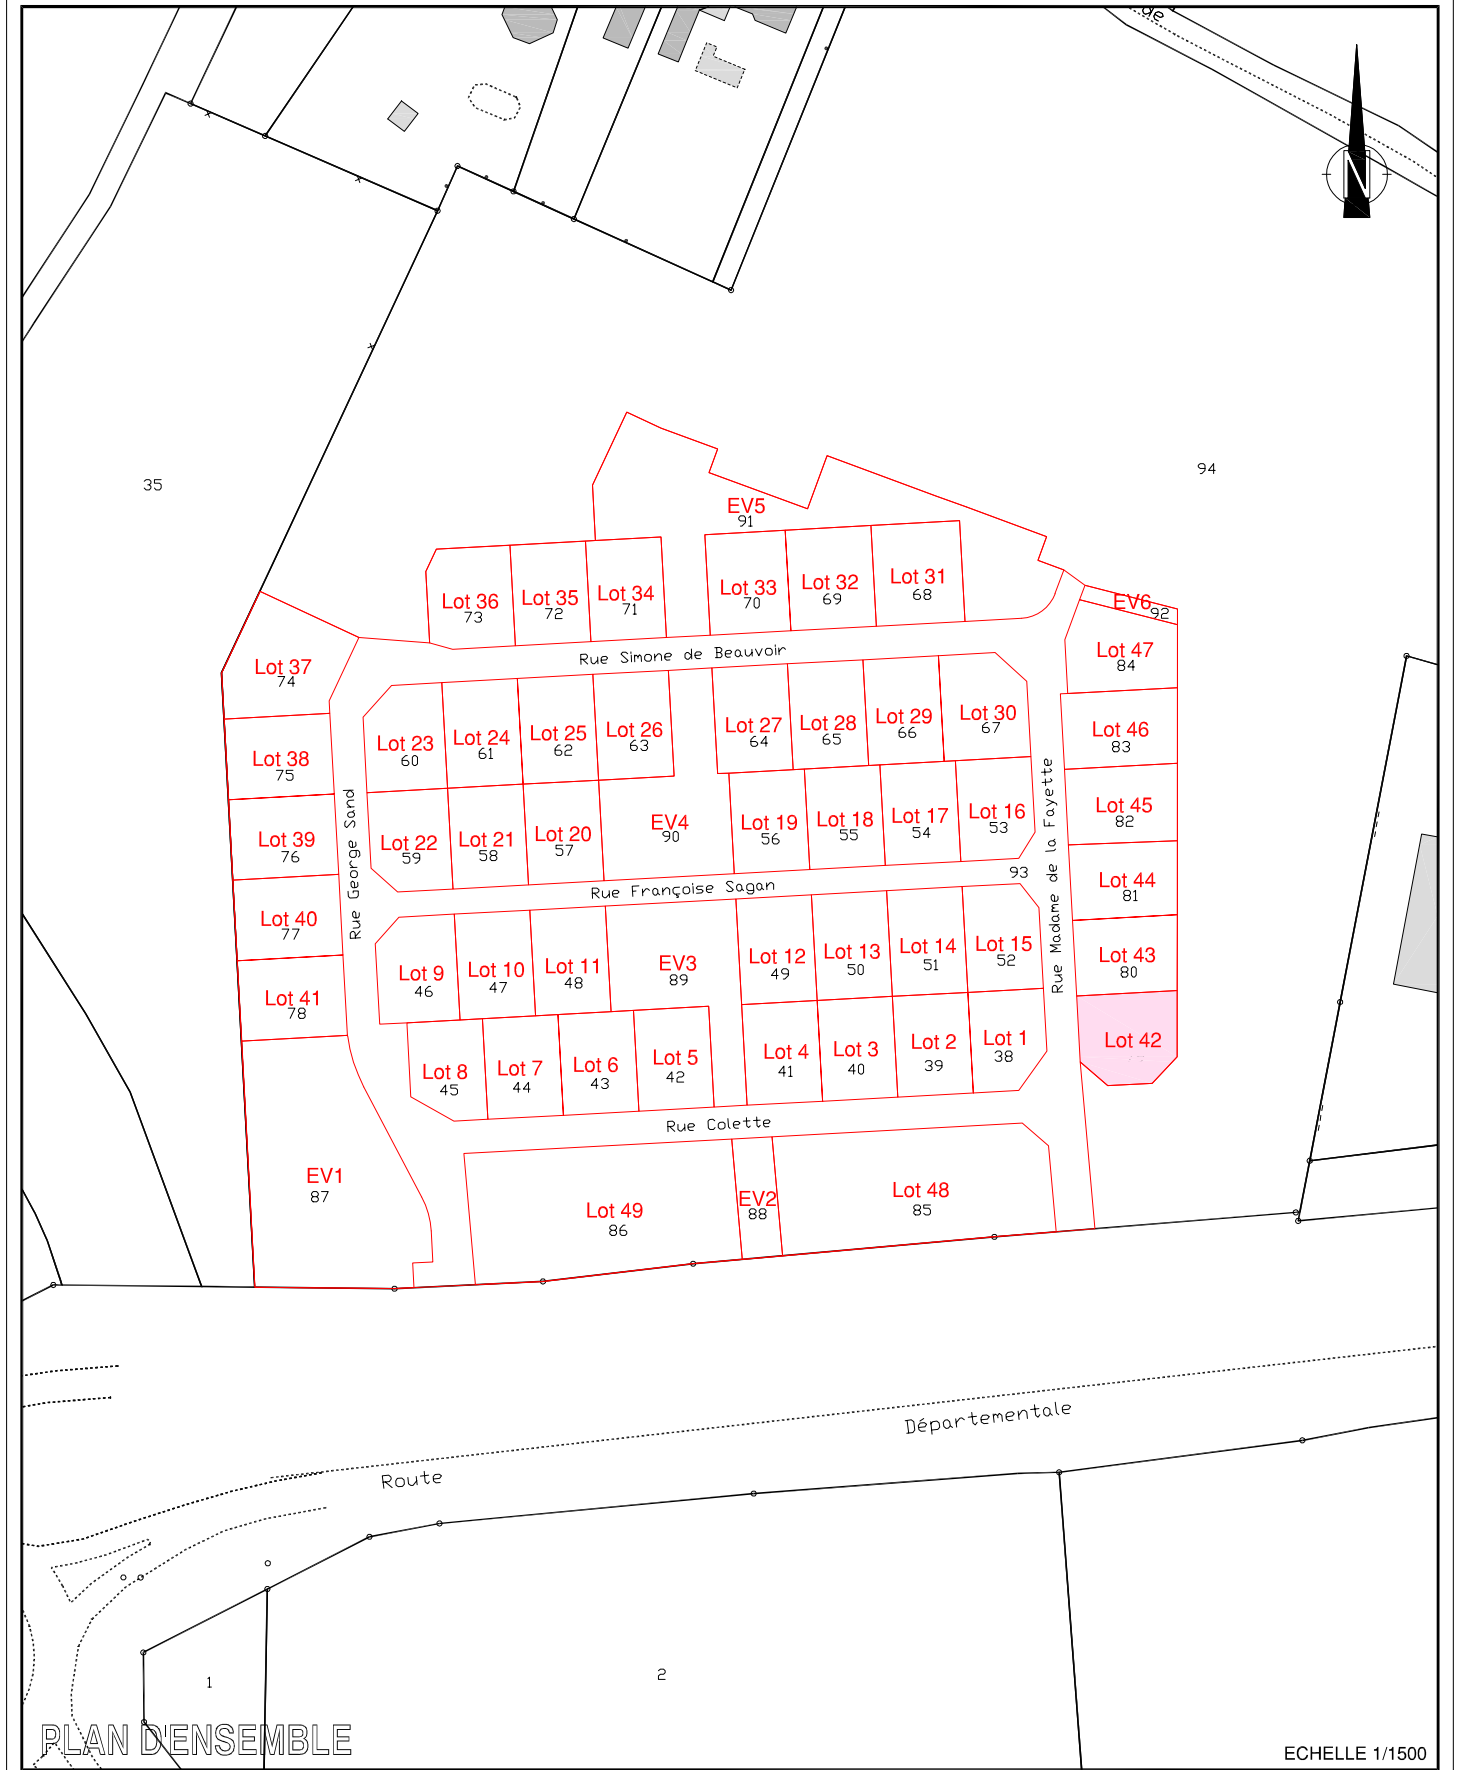 de
N
94
35
EV5
91
Lot 36
73
Lot 35
72
Lot 34
71
Lot 33
70
Lot 32
69
Lot 31
68
EV6
92
Lot 37
74
Rue Simone de Beauvoir
Lot 47
84
Lot 23
60
Lot 24
61
Lot 25
62
Lot 26
63
Lot 27
64
Lot 28
65
Lot 29
66
Lot 30
67
Lot 46
83
Lot 38
75
Rue George Sand
Rue Madame de la Fayette
Lot 45
82
Lot 39
76
Lot 22
59
Lot 21
58
Lot 20
57
EV4
90
Lot 19
56
Lot 18
55
Lot 17
54
Lot 16
53
93
Rue Françoise Sagan
Lot 44
81
Lot 40
77
Lot 9
46
Lot 10
47
Lot 11
48
EV3
89
Lot 12
49
Lot 13
50
Lot 14
51
Lot 15
52
Lot 43
80
Lot 41
78
Lot 8
45
Lot 7
44
Lot 6
43
Lot 5
42
Lot 4
41
Lot 3
40
Lot 2
39
Lot 1
38
Lot 42
Rue Colette
EV1
87
Lot 49
86
EV2
88
Lot 48
85
Route Départementale
1
2
PLAN D'ENSEMBLE
ECHELLE 1/1500